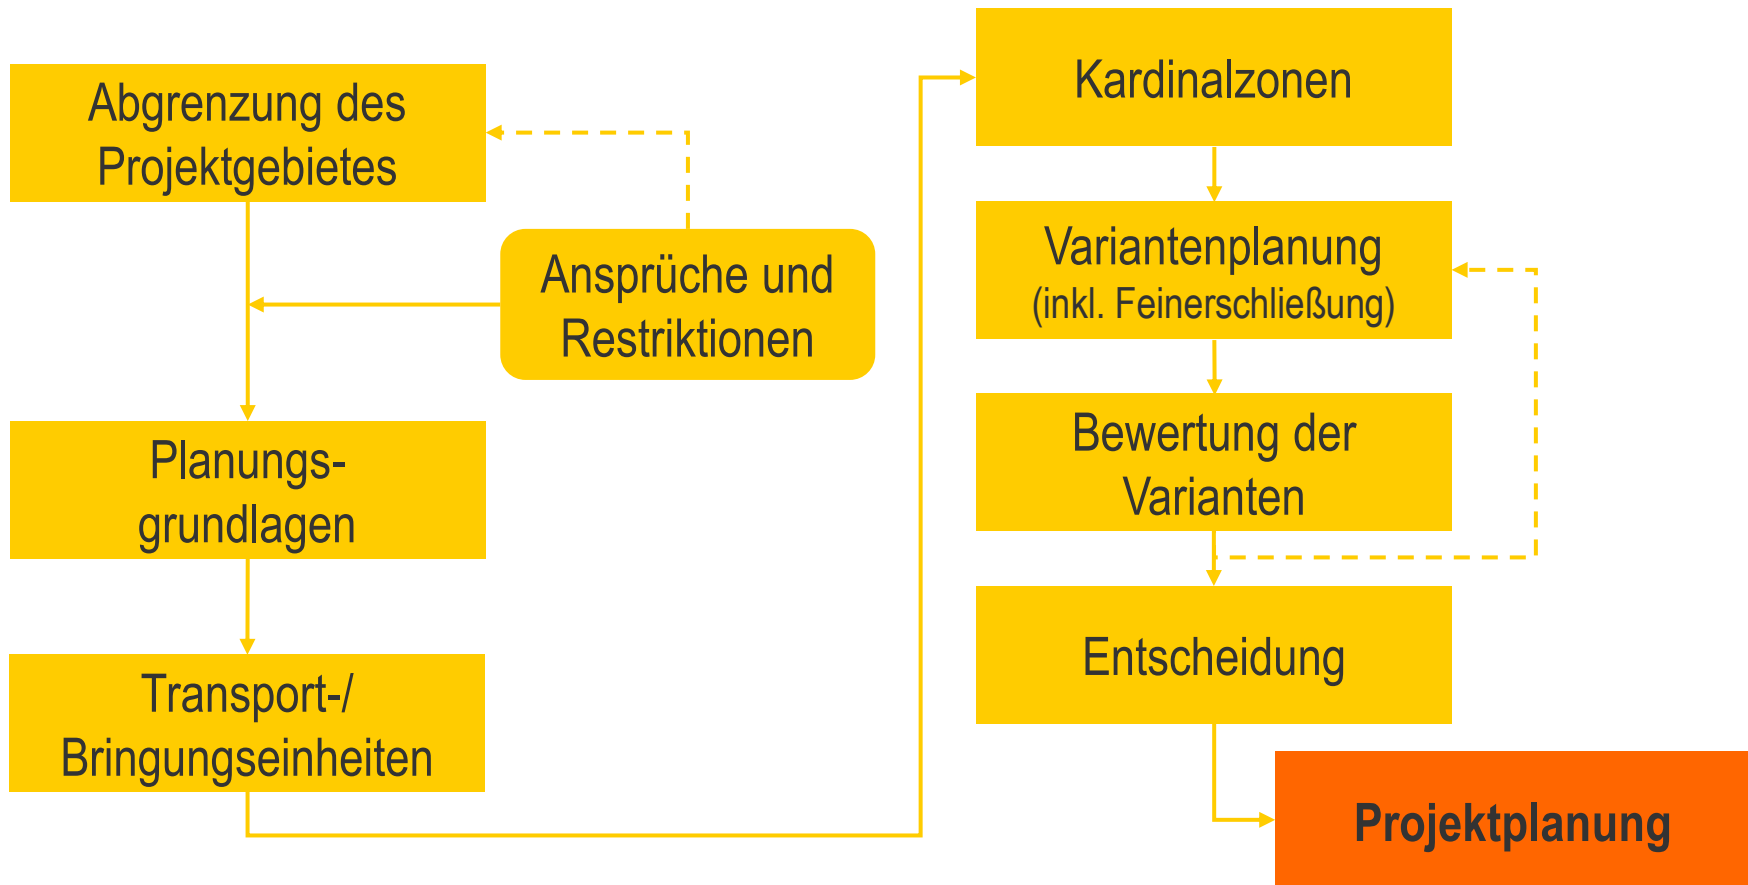 Abgrenzung des
Projektgebietes
Ansprüche und
Restriktionen
Planungs-
grundlagen
Transport-/
Bringungseinheiten
Kardinalzonen
Variantenplanung
(inkl. Feinerschließung)
Bewertung der
Varianten
Entscheidung
Projektplanung